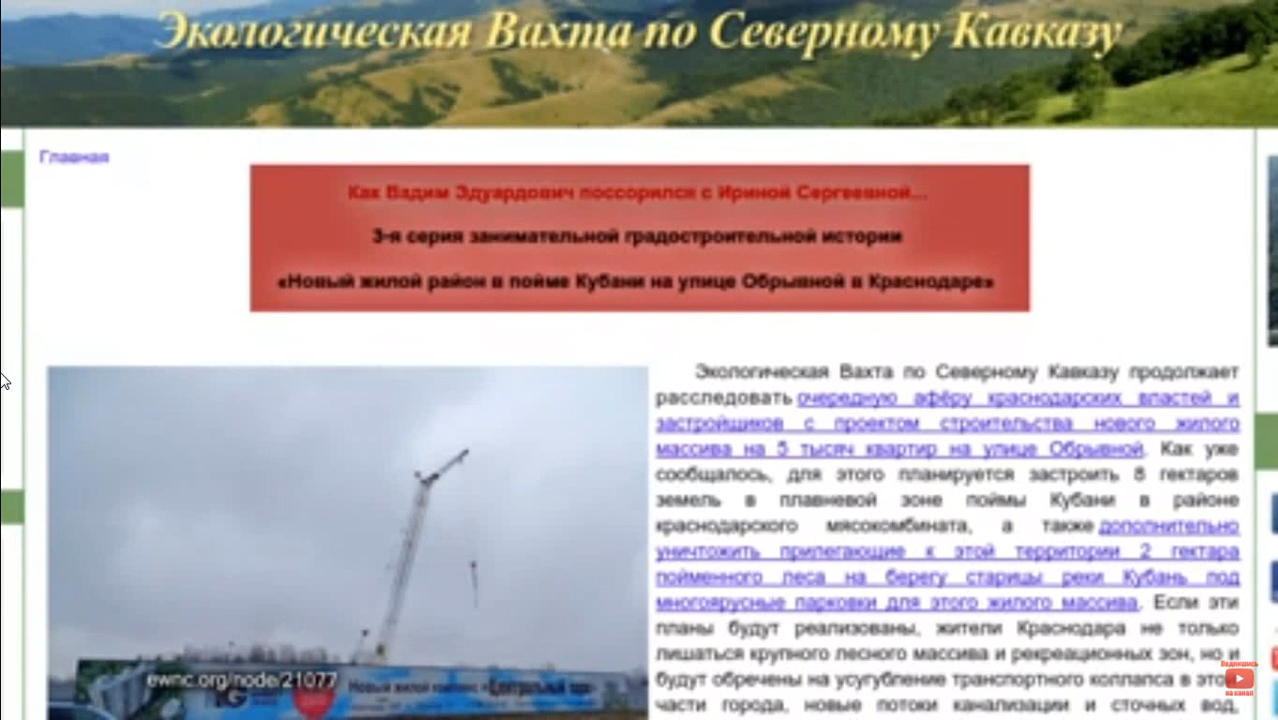 Экологическая Вахта по Северному Кавказу
Главная
Как Вадим Эдуардович поссорился с Ириной Сергеевной...
3-я серия занимательной градостроительной истории
«Новый жилой район в пойме Кубани на улице Обрывной в Краснодаре»
Экологическая Вахта по Северному Кавказу продолжает
расследовать очередную афёру краснодарских властей и
застройщиков с проектом строительства нового жилого
массива на 5 тысяч квартир на улице Обрывной. Как уже
сообщалось, для этого планируется застроить 8 гектаров
земель в плавневой зоне поймы Кубани в районе
краснодарского мясокомбината, а также дополнительно
уничтожить прилегающие к этой территории 2 гектара
пойменного леса на берегу старицы реки Кубань под
многоярусные парковки для этого жилого массива. Если эти
планы будут реализованы, жители Краснодара не только
лишаться крупного лесного массива и рекреационных зон, но и
будут обречены на усугубление транспортного коллапса в этой
части города, новые потоки канализации и сточных вод,
ewnc.org/node/21077
Новый жилой комплекс
Подпишись
на канал